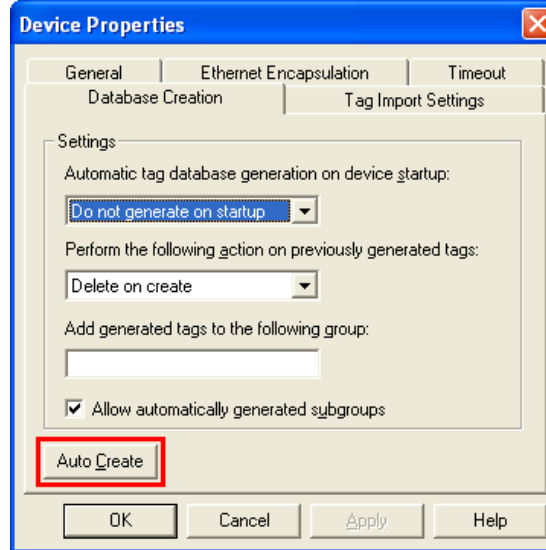 Device Properties
General Ethernet Encapsulation Timeout
Database Creation Tag Import Settings
Settings
Automatic tag database generation on device startup:
Do not generate on startup
Perform the following action on previously generated tags:
Delete on create
Add generated tags to the following group:
Allow automatically generated subgroups
Auto Create
OK Cancel Apply Help